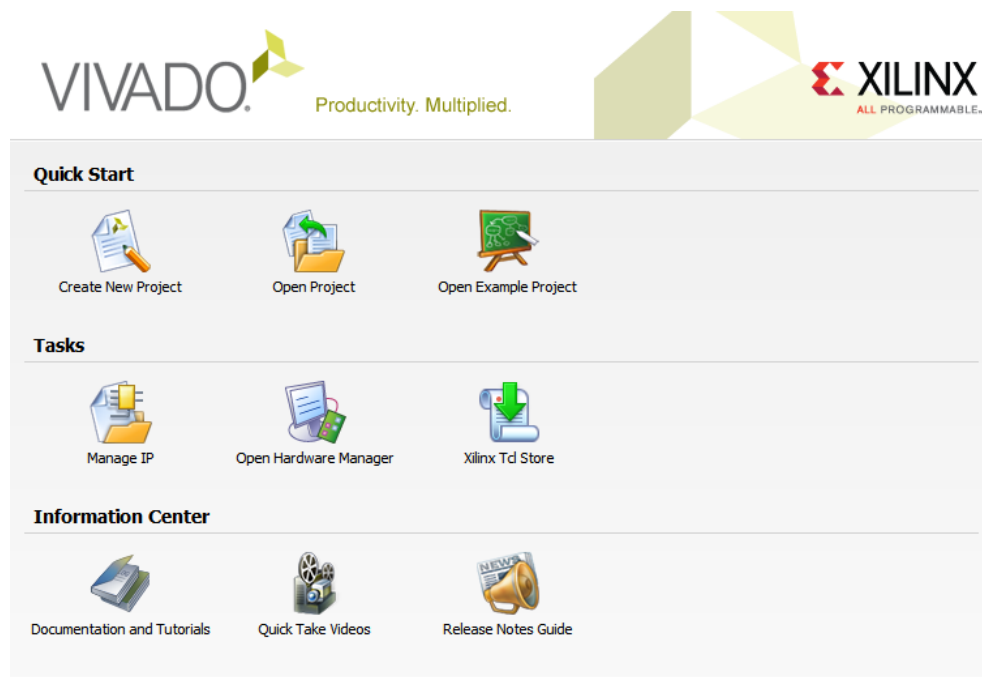 VIVADO.
Productivity. Multiplied.
XILINX
ALL PROGRAMMABLE.
Quick Start
Create New Project
Open Project
Open Example Project
Tasks
Manage IP
Open Hardware Manager
Xilinx Tcl Store
Information Center
NEWS
Documentation and Tutorials
Quick Take Videos
Release Notes Guide